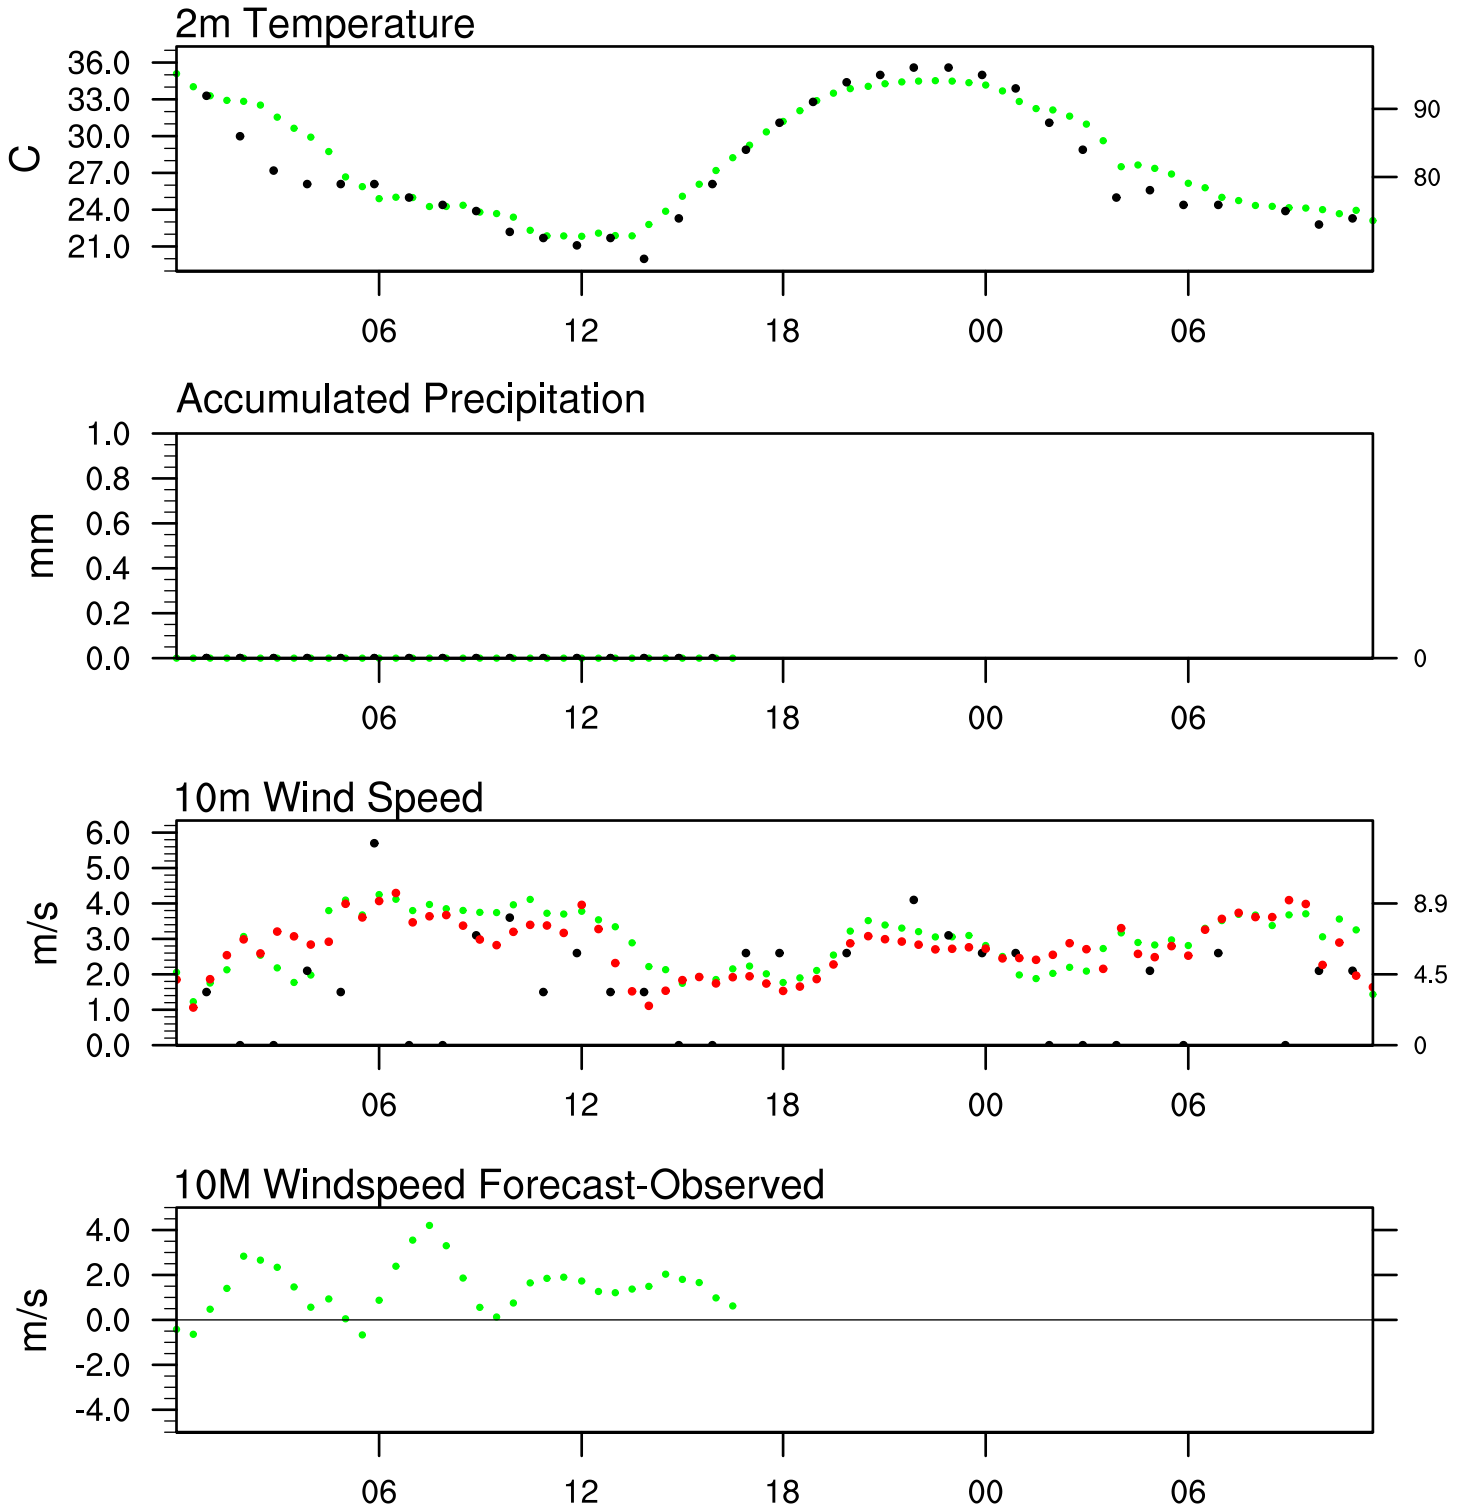 2m Temperature
36.0
33.0
30.0
27.0
24.0
21.0
C
90
80
06 12 18 00 06
Accumulated Precipitation
1.0
0.8
0.6
0.4
0.2
0.0
mm
0
06 12 18 00 06
10m Wind Speed
6.0
5.0
4.0
3.0
2.0
1.0
0.0
m/s
8.9
4.5
0
06 12 18 00 06
10M Windspeed Forecast-Observed
4.0
2.0
0.0
-2.0
-4.0
m/s
06 12 18 00 06